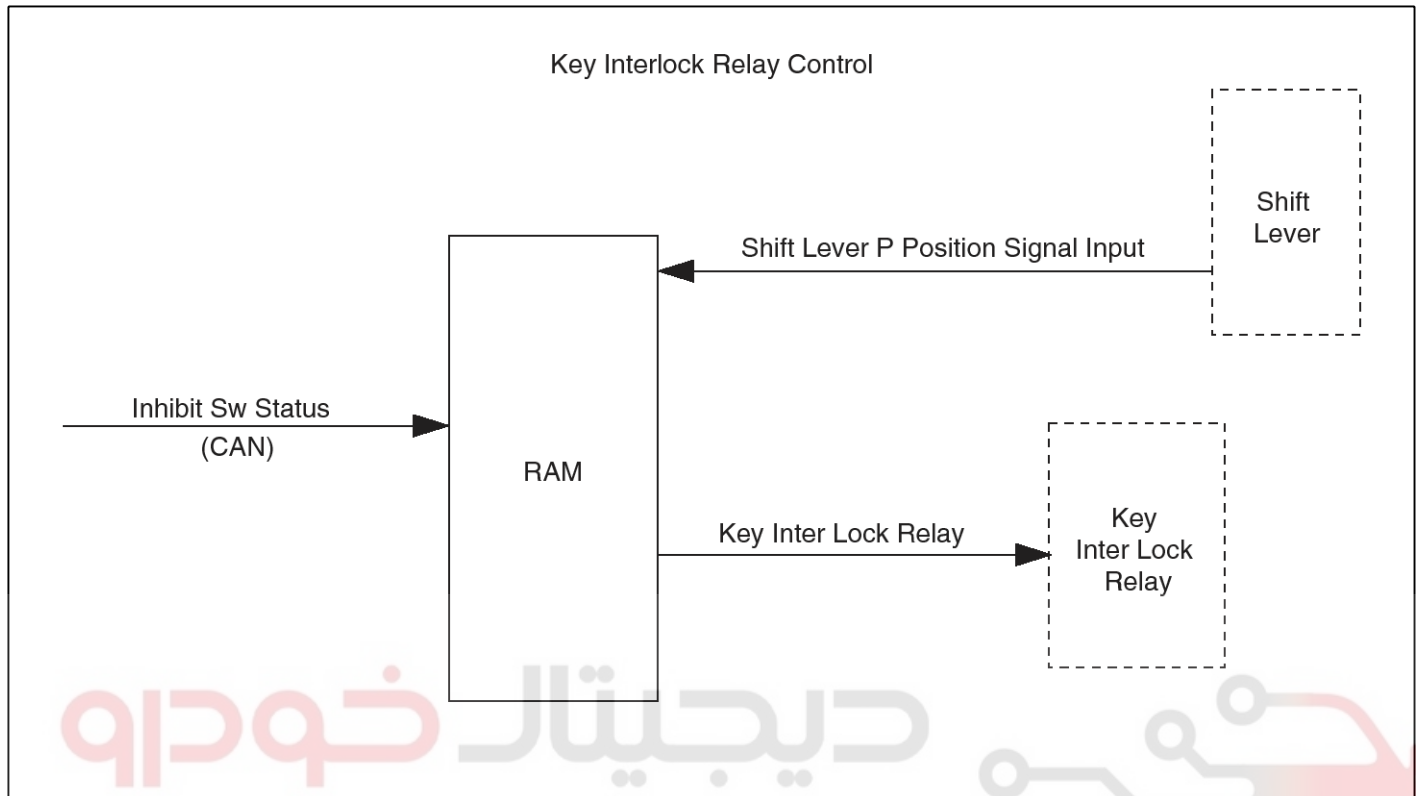 Key Interlock Relay Control
Shift
Lever
Shift Lever P Position Signal Input
Inhibit Sw Status
(CAN)
RAM
Key Inter Lock Relay
Key
Inter Lock
Relay
دیجیتال خودرو